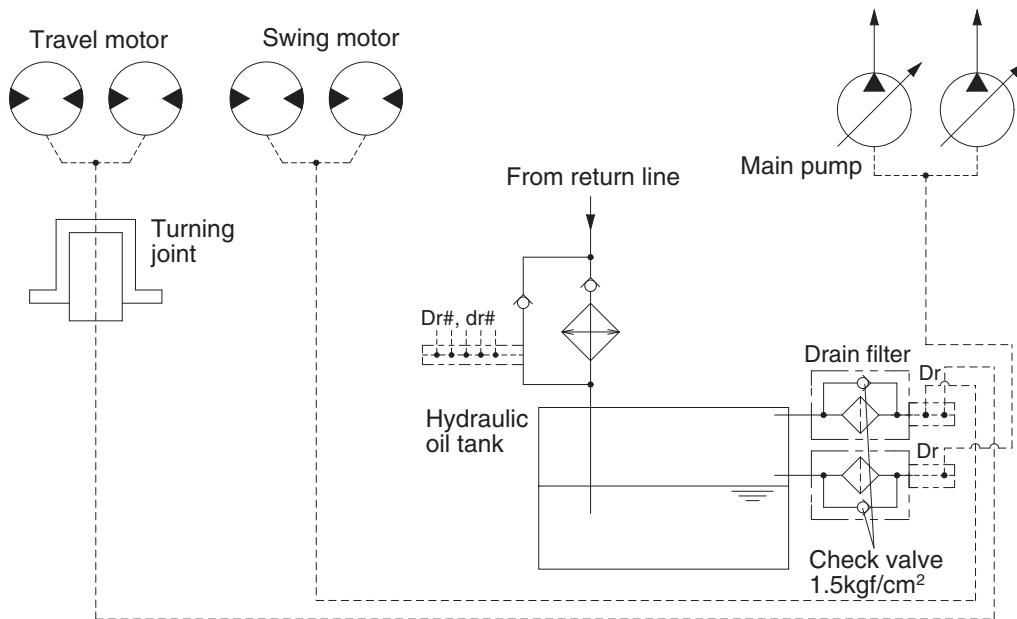 Travel motor
Swing motor
Main pump
From return line
Turning
joint
Dr#, dr#
Drain filter
Dr
Hydraulic
oil tank
Dr
Check valve
1.5kgf/cm²